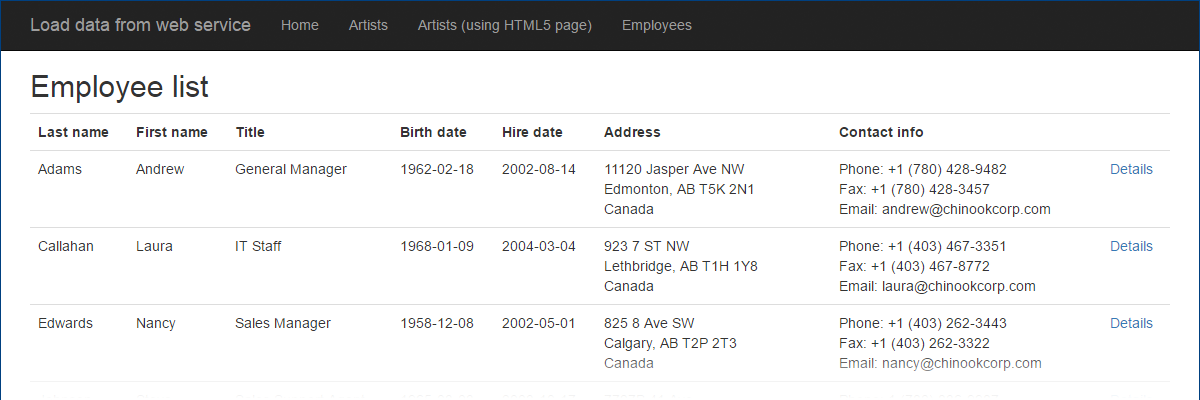 Load data from web service Home Artists Artists (using HTML5 page) Employees
Employee list
Last name First name Title Birth date Hire date Address Contact info
Adams Andrew General Manager 1962-02-18 2002-08-14 11120 Jasper Ave NW Phone: +1 (780) 428-9482 Details
Edmonton, AB T5K 2N1 Fax: +1 (780) 428-3457
Canada Email: andrew@chinookcorp.com
Callahan Laura IT Staff 1968-01-09 2004-03-04 923 7 ST NW Phone: +1 (403) 467-3351 Details
Lethbridge, AB T1H 1Y8 Fax: +1 (403) 467-8772
Canada Email: laura@chinookcorp.com
Edwards Nancy Sales Manager 1958-12-08 2002-05-01 825 8 Ave SW Phone: +1 (403) 262-3443 Details
Calgary, AB T2P 2T3 Fax: +1 (403) 262-3322
Canada Email: nancy@chinookcorp.com